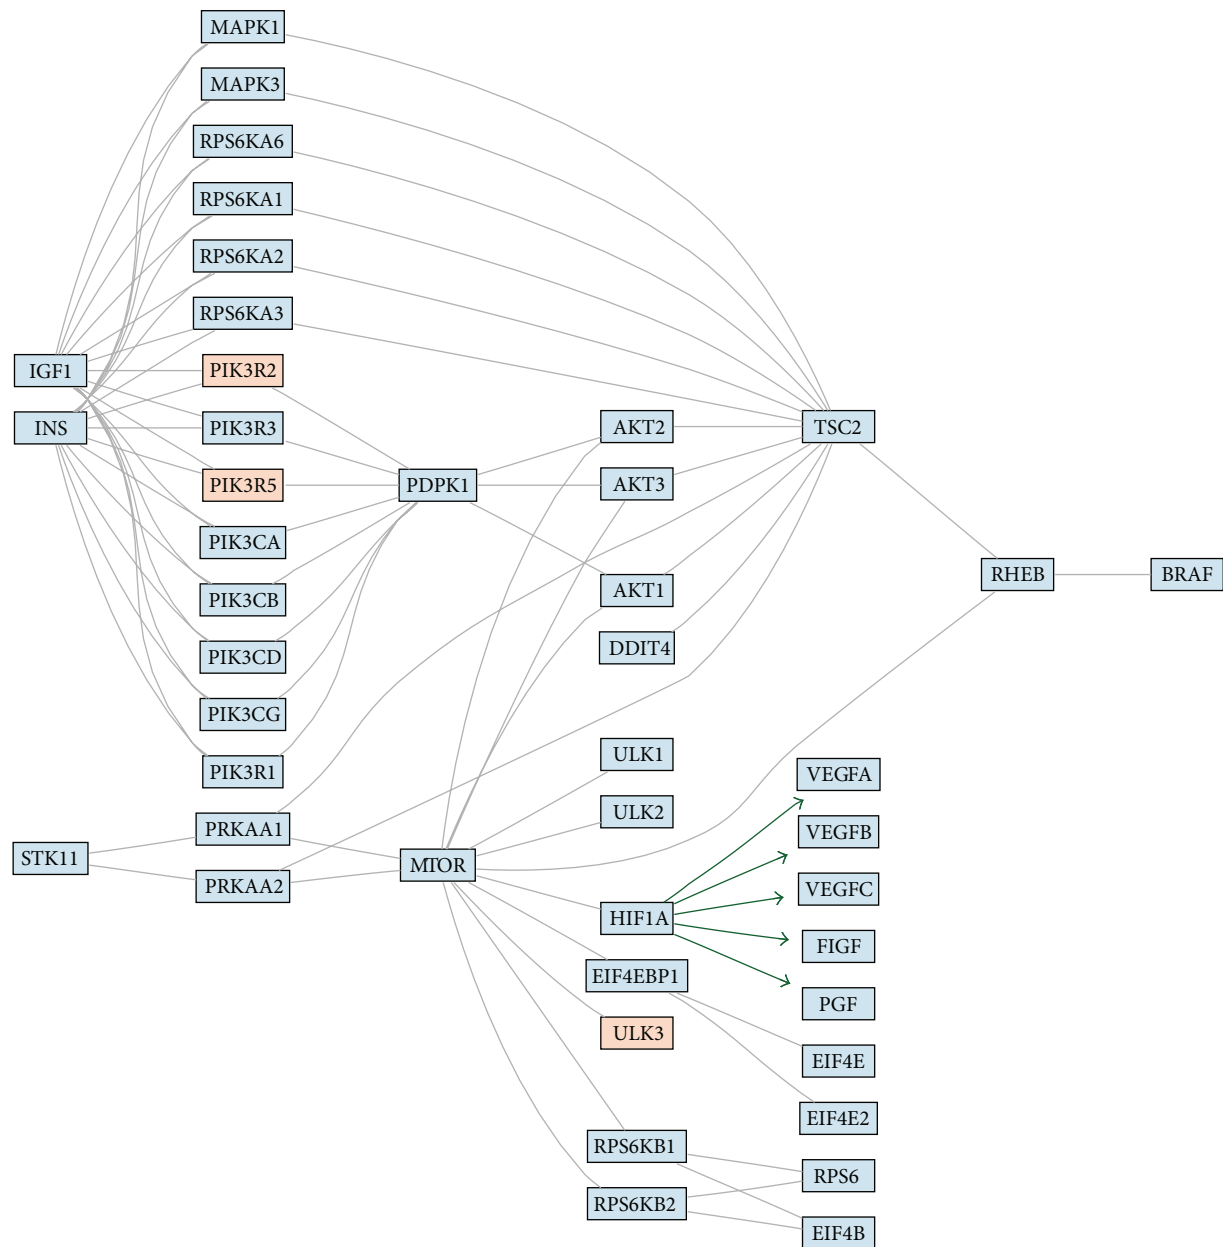 MAPK1
MAPK3
RPS6KA6
RPS6KA1
RPS6KA2
RPS6KA3
IGF1
PIK3R2
INS
PIK3R3
AKT2
TSC2
PIK3R5
PDPK1
AKT3
PIK3CA
RHEB
BRAF
PIK3CB
AKT1
PIK3CD
DDIT4
PIK3CG
ULK1
PIK3R1
VEGFA
ULK2
PRKAA1
VEGFB
STK11
MTOR
PRKAA2
VEGFC
HIF1A
FIGF
EIF4EBP1
PGF
ULK3
EIF4E
EIF4E2
RPS6KB1
RPS6
RPS6KB2
EIF4B